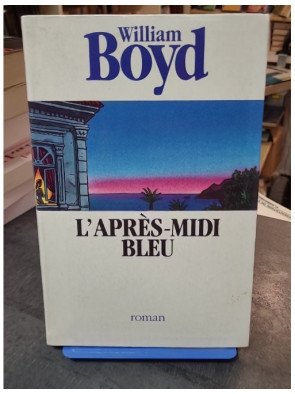 William
Boyd
L'APRÈS-MIDI
BLEU
roman